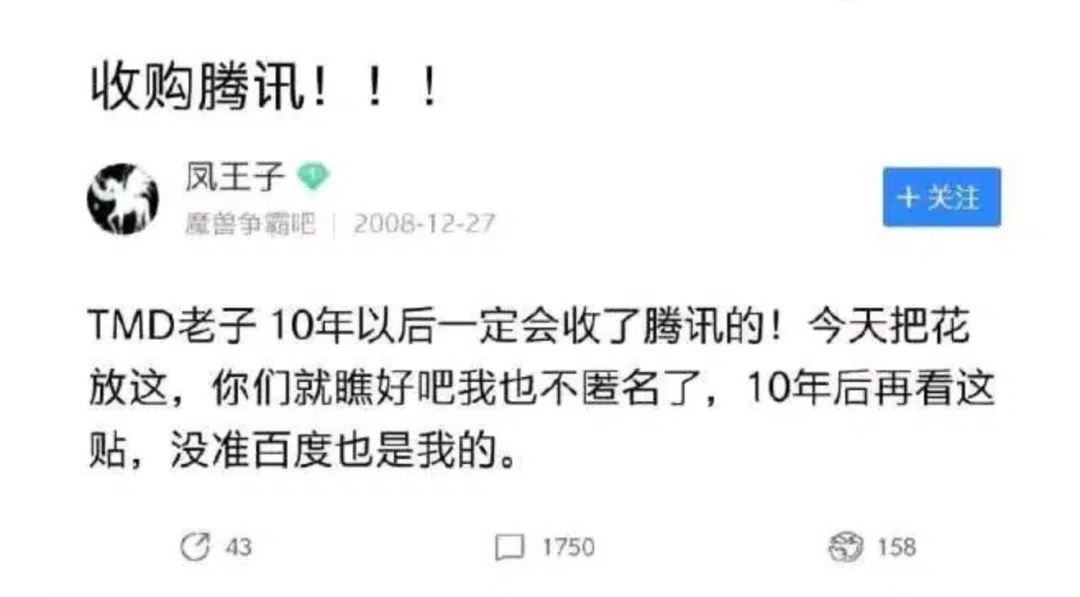 收购腾讯！！！
凤王子 1
魔兽争霸吧 | 2008-12-27
+ 关注
TMD老子10年以后一定会收了腾讯的！今天把花
放这，你们就瞧好吧我也不匿名了，10年后再看这
贴，没准百度也是我的。
43 1750 158